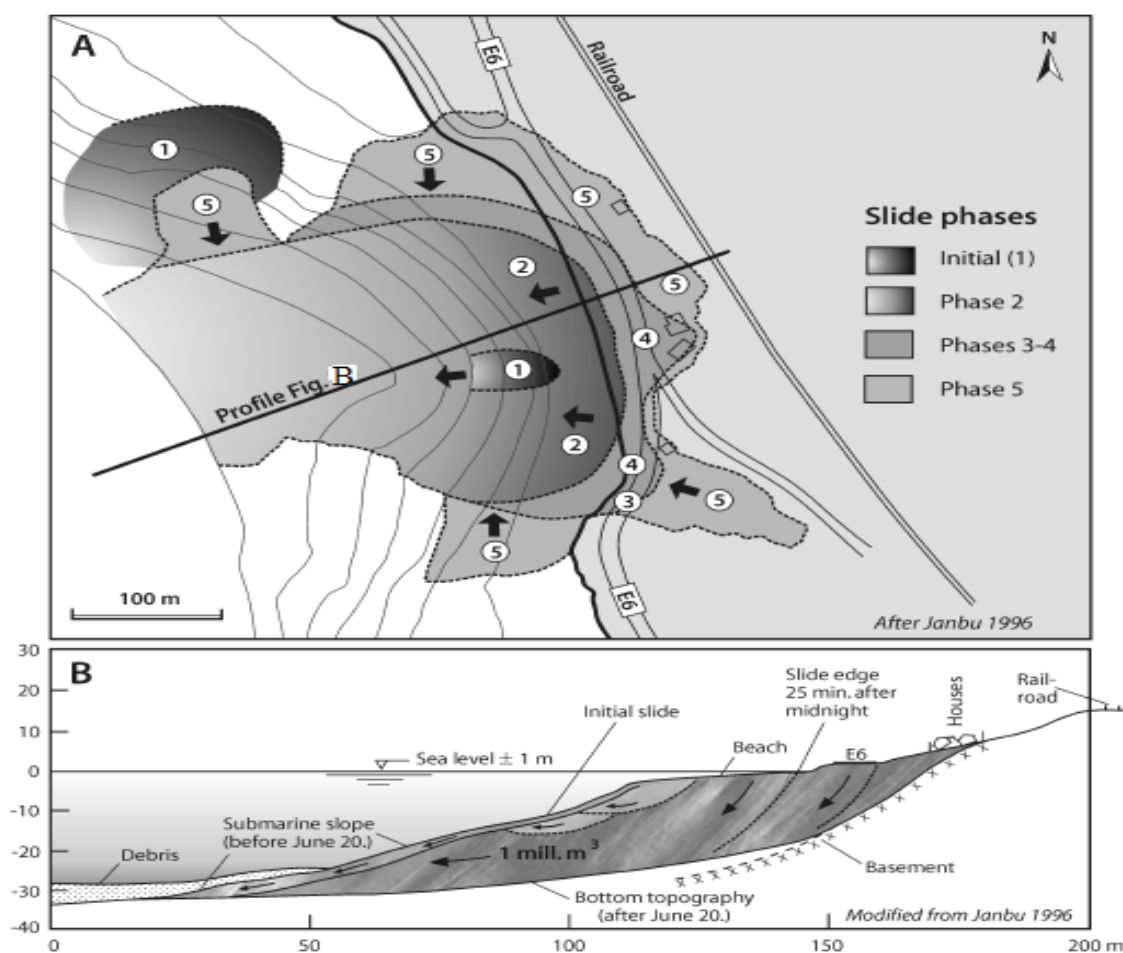 A
N
E6
Railroad
1
5
5
5
2
5
4
1
Profile Fig. B
2
4
3
5
5
E6
100 m
After Janbu 1996
Slide phases
Initial (1)
Phase 2
Phases 3-4
Phase 5
B
30
20
10
0
-10
-20
-30
-40
0
50
100
150
200 m
Slide edge
25 min. after
midnight
Houses
Rail-
road
Initial slide
Beach
E6
Sea level ± 1 m
Submarine slope
(before June 20.)
Debris
1 mill. m³
Basement
Bottom topography
(after June 20.)
Modified from Janbu 1996